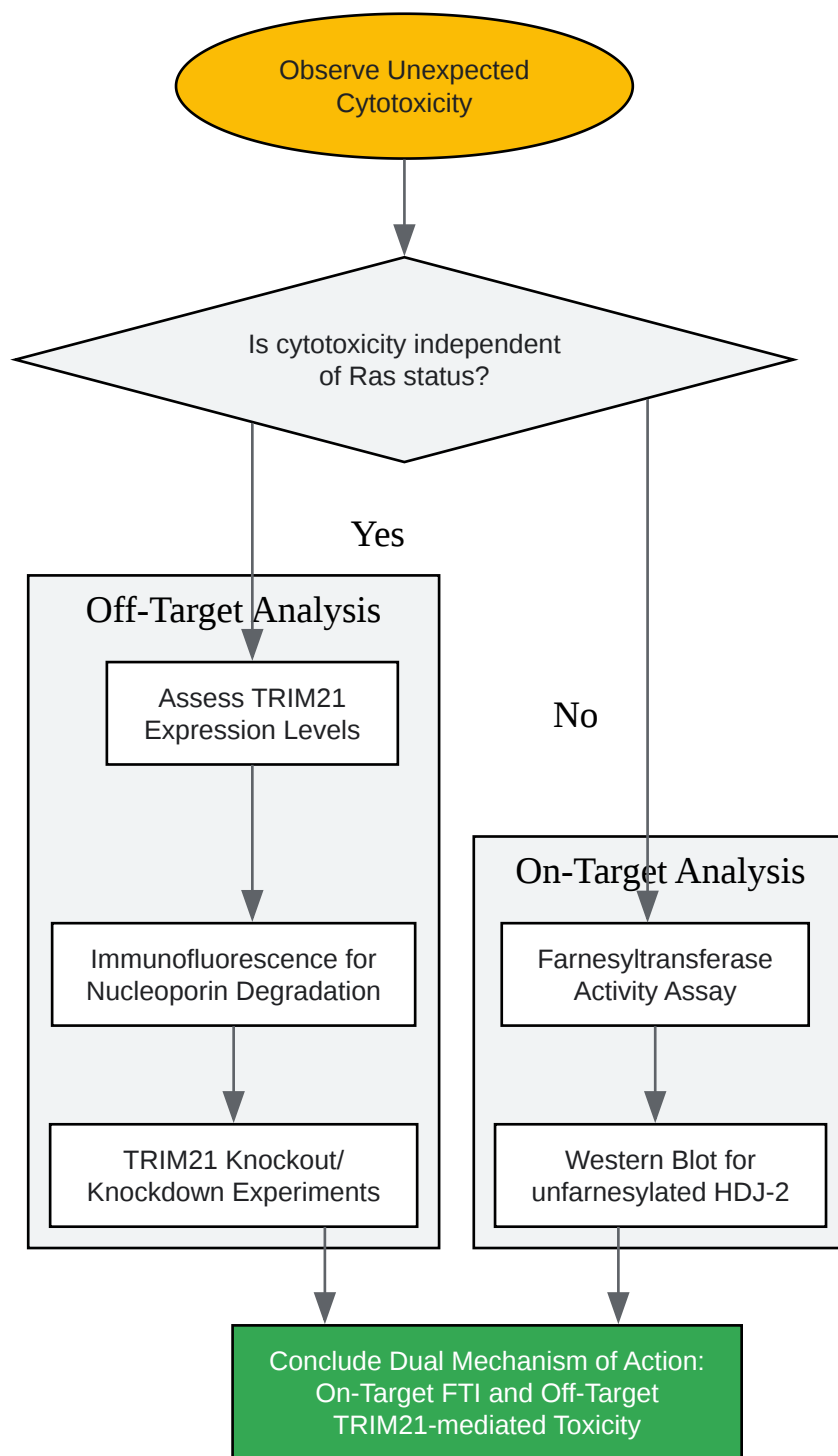 Observe Unexpected
Cytotoxicity
Is cytotoxicity independent
of Ras status?
Yes
Off-Target Analysis
Assess TRIM21
Expression Levels
No
On-Target Analysis
Immunofluorescence for
Nucleoporin Degradation
Farnesyltransferase
Activity Assay
TRIM21 Knockout/
Knockdown Experiments
Western Blot for
unfarnesylated HDJ-2
Conclude Dual Mechanism of Action:
On-Target FTI and Off-Target
TRIM21-mediated Toxicity